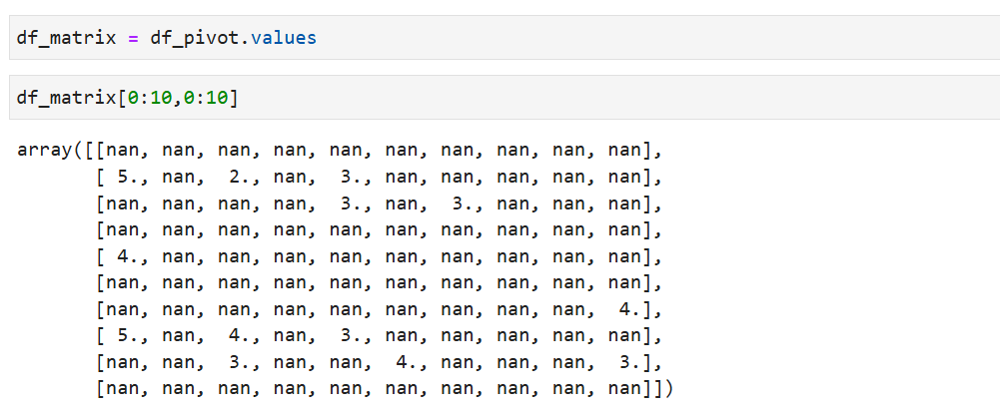 df_matrix = df_pivot.values
df_matrix[0:10,0:10]
array([[nan, nan, nan, nan, nan, nan, nan, nan, nan, nan],
       [ 5., nan,  2., nan,  3., nan, nan, nan, nan, nan],
       [nan, nan, nan, nan,  3., nan,  3., nan, nan, nan],
       [nan, nan, nan, nan, nan, nan, nan, nan, nan, nan],
       [ 4., nan, nan, nan, nan, nan, nan, nan, nan, nan],
       [nan, nan, nan, nan, nan, nan, nan, nan, nan, nan],
       [nan, nan, nan, nan, nan, nan, nan, nan, nan,  4.],
       [ 5., nan,  4., nan,  3., nan, nan, nan, nan, nan],
       [nan, nan,  3., nan, nan,  4., nan, nan, nan,  3.],
       [nan, nan, nan, nan, nan, nan, nan, nan, nan, nan]])